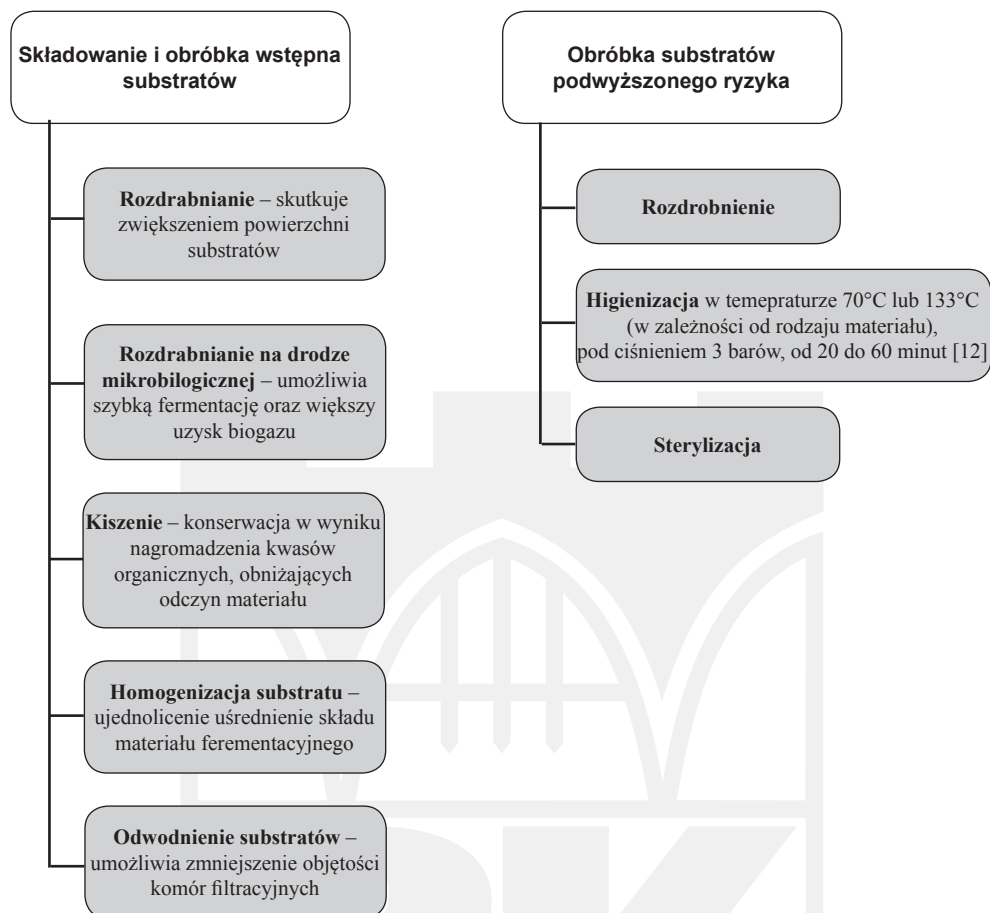 Składowanie i obróbka wstępna
substratów
Rozdrabnianie – skutkuje
zwiększeniem powierzchni
substratów
Rozdrabnianie na drodze
mikrobilogicznej – umożliwia
szybką fermentację oraz większy
uzysk biogazu
Kiszenie – konserwacja w wyniku
nagromadzenia kwasów
organicznych, obniżających
odczyn materiału
Homogenizacja substratu –
ujednolicenie uśrednienie składu
materiału ferementacyjnego
Odwodnienie substratów –
umożliwia zmniejszenie objętości
komór filtracyjnych
Obróbka substratów
podwyższonego ryzyka
Rozdrobnienie
Higienizacja w temepraturze 70°C lub 133°C
(w zależności od rodzaju materiału),
pod ciśnieniem 3 barów, od 20 do 60 minut [12]
Sterylizacja